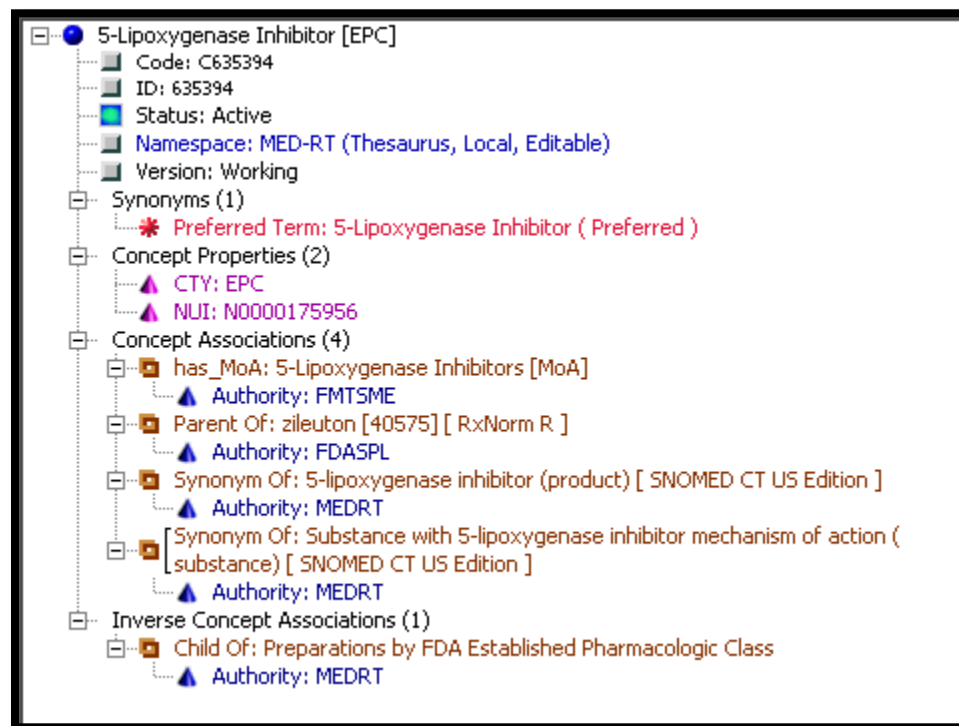 5-Lipoxygenase Inhibitor [EPC]
Code: C635394
ID: 635394
Status: Active
Namespace: MED-RT (Thesaurus, Local, Editable)
Version: Working
Synonyms (1)
Preferred Term: 5-Lipoxygenase Inhibitor ( Preferred )
Concept Properties (2)
CTY: EPC
NUI: N0000175956
Concept Associations (4)
has_MoA: 5-Lipoxygenase Inhibitors [MoA]
Authority: FMTSME
Parent Of: zileuton [40575] [ RxNorm R ]
Authority: FDASPL
Synonym Of: 5-lipoxygenase inhibitor (product) [ SNOMED CT US Edition ]
Authority: MEDRT
Synonym Of: Substance with 5-lipoxygenase inhibitor mechanism of action (
substance) [ SNOMED CT US Edition ]
Authority: MEDRT
Inverse Concept Associations (1)
Child Of: Preparations by FDA Established Pharmacologic Class
Authority: MEDRT